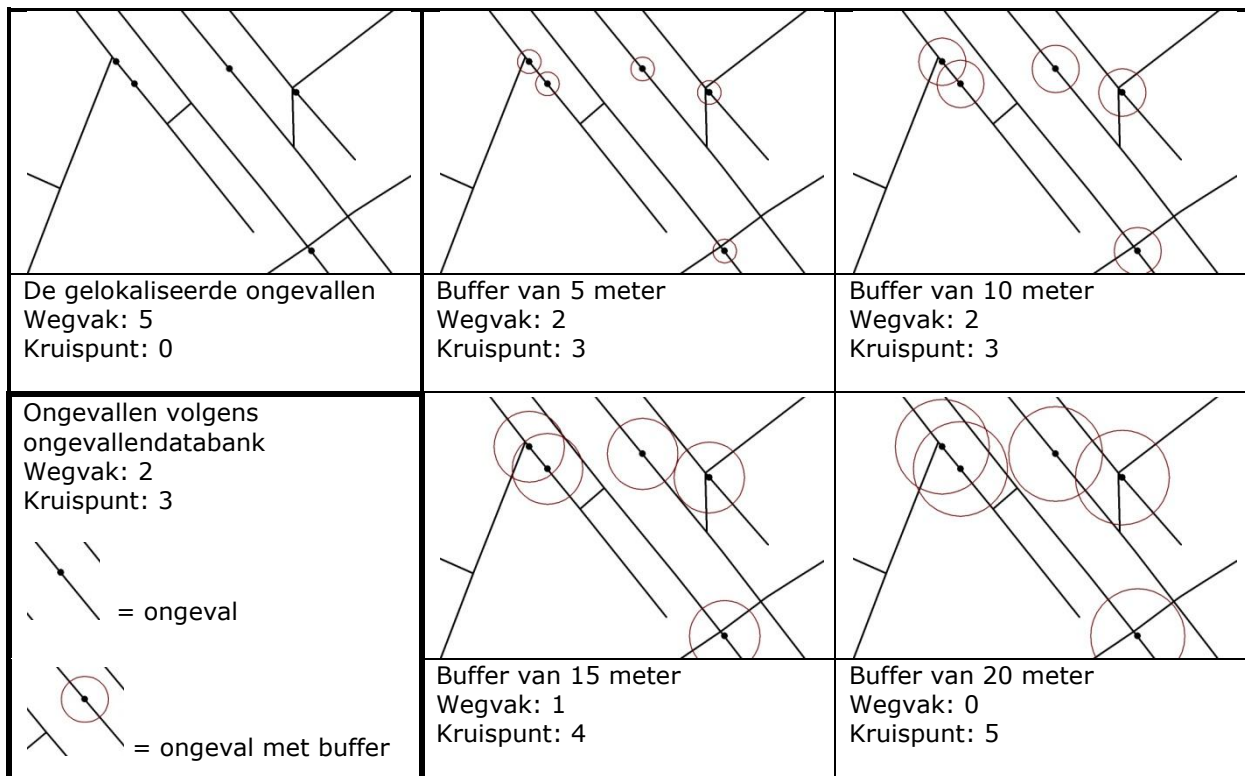 De gelokaliseerde ongevallen
Wegvak: 5
Kruispunt: 0
Buffer van 5 meter
Wegvak: 2
Kruispunt: 3
Buffer van 10 meter
Wegvak: 2
Kruispunt: 3
Ongevallen volgens
ongevallendatabank
Wegvak: 2
Kruispunt: 3
= ongeval
= ongeval met buffer
Buffer van 15 meter
Wegvak: 1
Kruispunt: 4
Buffer van 20 meter
Wegvak: 0
Kruispunt: 5